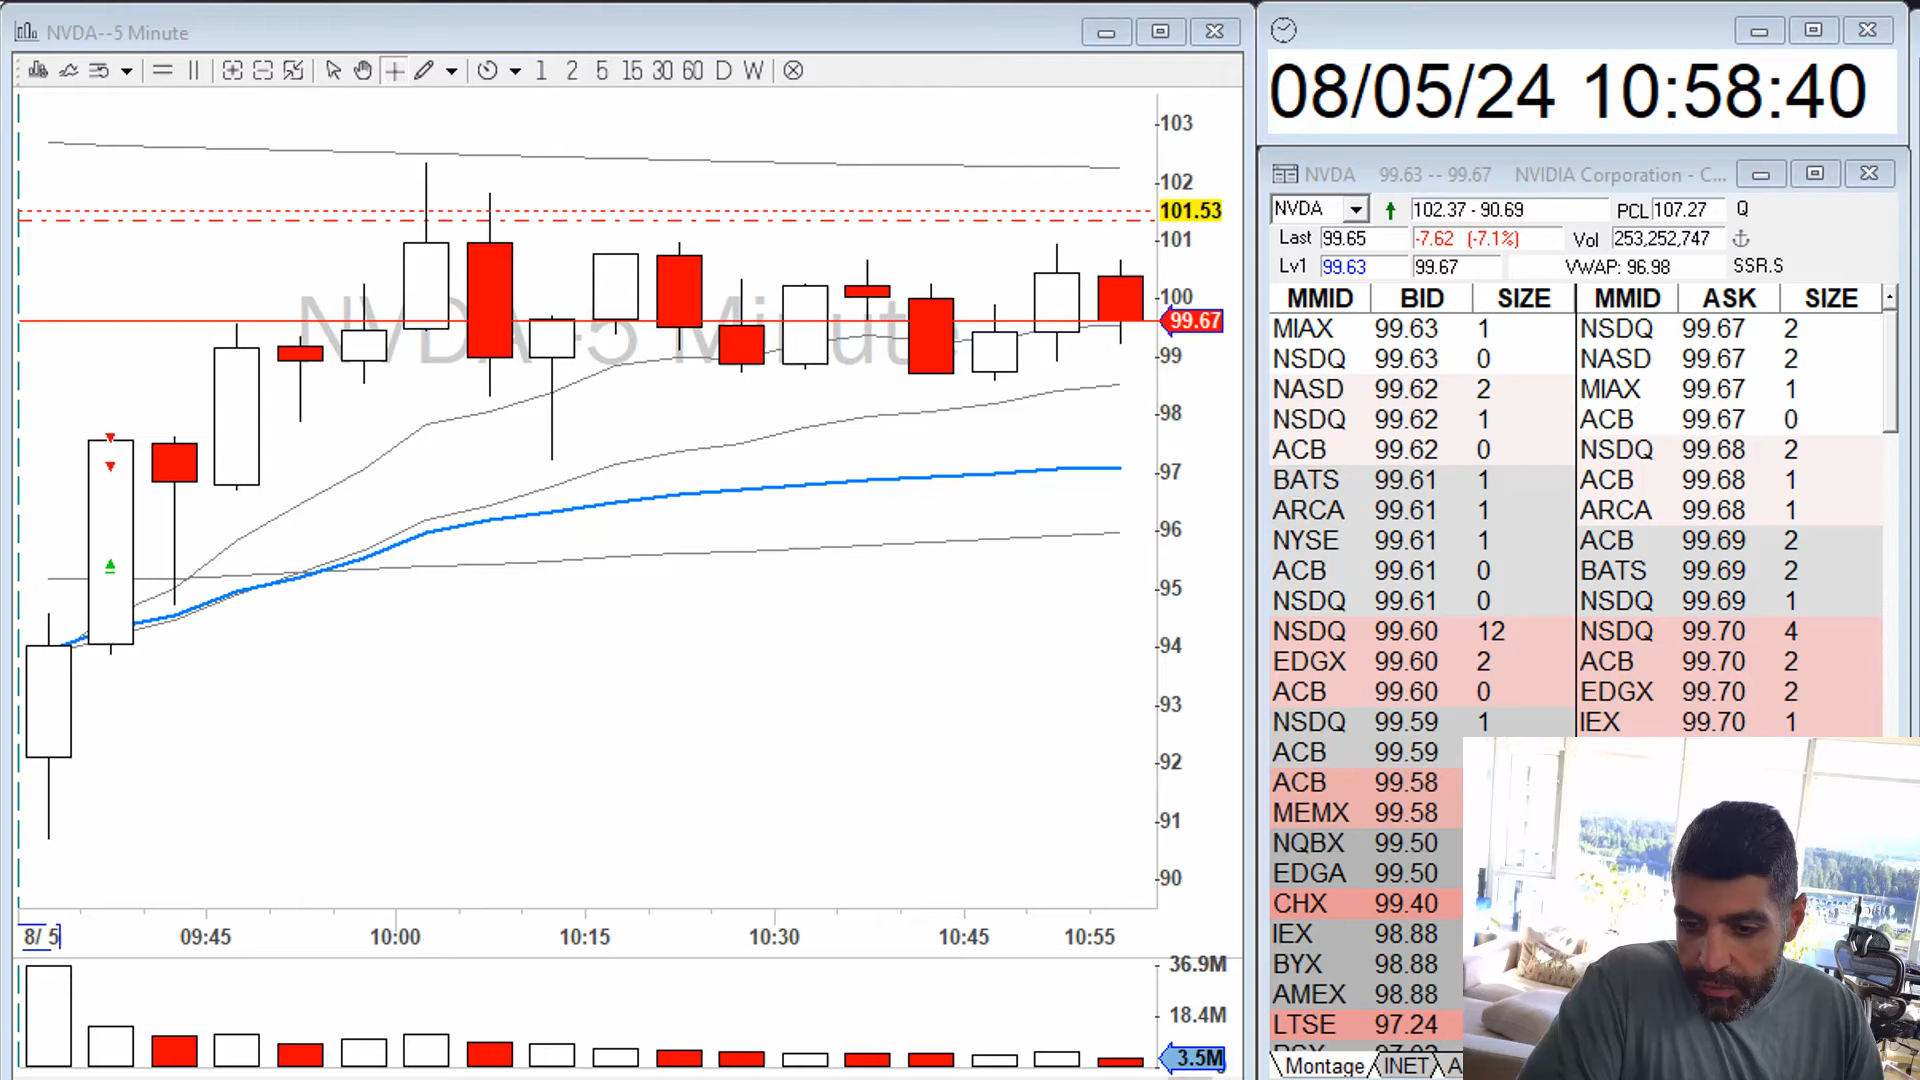 NVDA--5 Minute
1 2 5 15 30 60 D W
NVDA--5 Minute
103
102
101.53
101
100
99.67
99
98
97
96
95
94
93
92
91
90
8/ 5 09:45 10:00 10:15 10:30 10:45 10:55
36.9M
18.4M
3.5M
08/05/24 10:58:40
NVDA 99.63 -- 99.67 NVIDIA Corporation - C...
NVDA 102.37 - 90.69 PCL 107.27 Q
Last 99.65 -7.62 (-7.1%) Vol 253,252,747
Lv1 99.63 99.67 VWAP: 96.98 SSR.S
MMID BID SIZE MMID ASK SIZE
MIAX 99.63 1 NSDQ 99.67 2
NSDQ 99.63 0 NASD 99.67 2
NASD 99.62 2 MIAX 99.67 1
NSDQ 99.62 1 ACB 99.67 0
ACB 99.62 0 NSDQ 99.68 2
BATS 99.61 1 ACB 99.68 1
ARCA 99.61 1 ARCA 99.68 1
NYSE 99.61 1 ACB 99.69 2
ACB 99.61 0 BATS 99.69 2
NSDQ 99.61 0 NSDQ 99.69 1
NSDQ 99.60 12 NSDQ 99.70 4
EDGX 99.60 2 ACB 99.70 2
ACB 99.60 0 EDGX 99.70 2
NSDQ 99.59 1 IEX 99.70 1
ACB 99.59
ACB 99.58
MEMX 99.58
NQBX 99.50
EDGA 99.50
CHX 99.40
IEX 98.88
BYX 98.88
AMEX 98.88
LTSE 97.24
Montage INET A